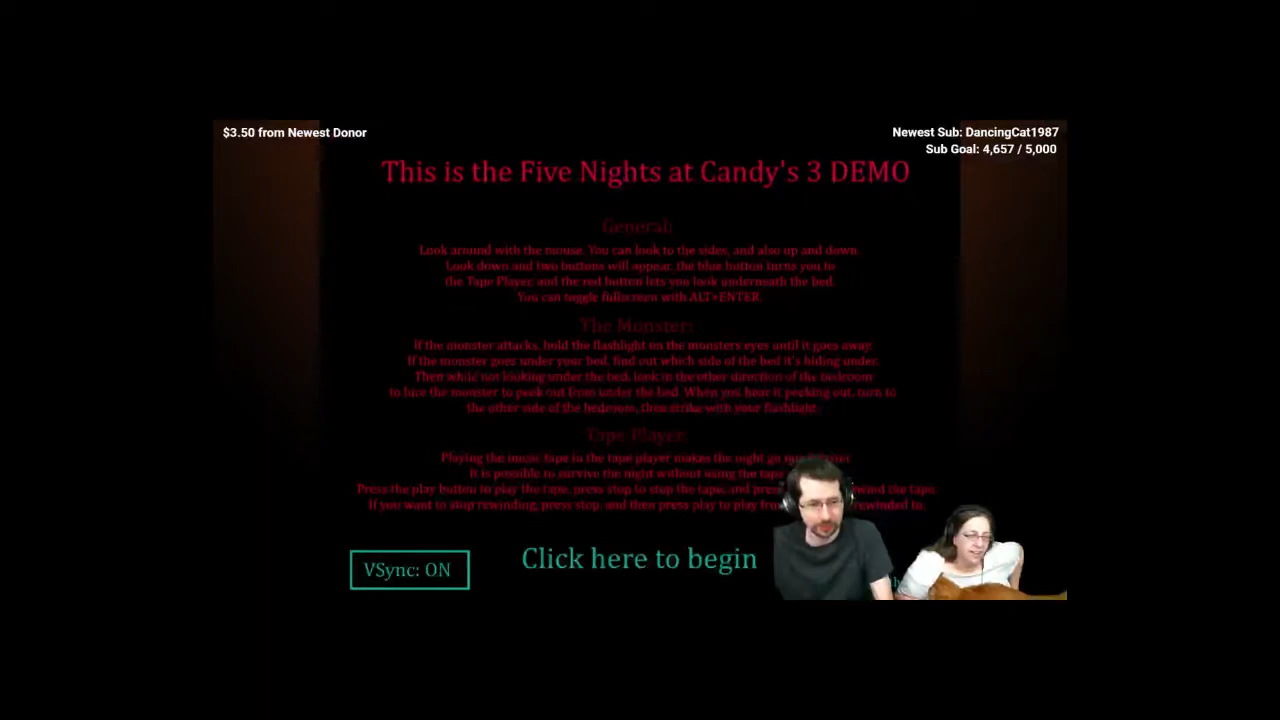 $3.50 from Newest Donor
Newest Sub: DancingCat1987
Sub Goal: 4,657 / 5,000
This is the Five Nights at Candy's 3 DEMO
General:
Look around with the mouse. You can look to the sides, and also up and down.
Look down and two buttons will appear, the blue button turns you to
the Tape Player, and the red button lets you look underneath the bed.
You can toggle fullscreen with ALT+ENTER.
The Monster:
If the monster attacks, hold the flashlight on the monsters eyes until it goes away.
If the monster goes under your bed, find out which side of the bed it's hiding under.
Then while not looking under the bed, look in the other direction of the bedroom
to lure the monster to peek out from under the bed. When you hear it peeking out, turn to
the other side of the bedroom, then strike with your flashlight.
Tape Player:
Playing the music tape in the tape player makes the night go
It is possible to survive the night without using the tape
Press the play button to play the tape, press stop to stop the tape, and press rewind the tape.
If you want to stop rewinding, press stop, and then press play to play rewinded to.
Click here to begin
VSync: ON